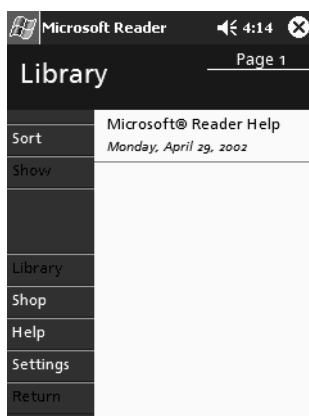 Microsoft Reader 4:14
Library
Page 1
Sort
Show
Library
Shop
Help
Settings
Return
Microsoft® Reader Help
Monday, April 29, 2002